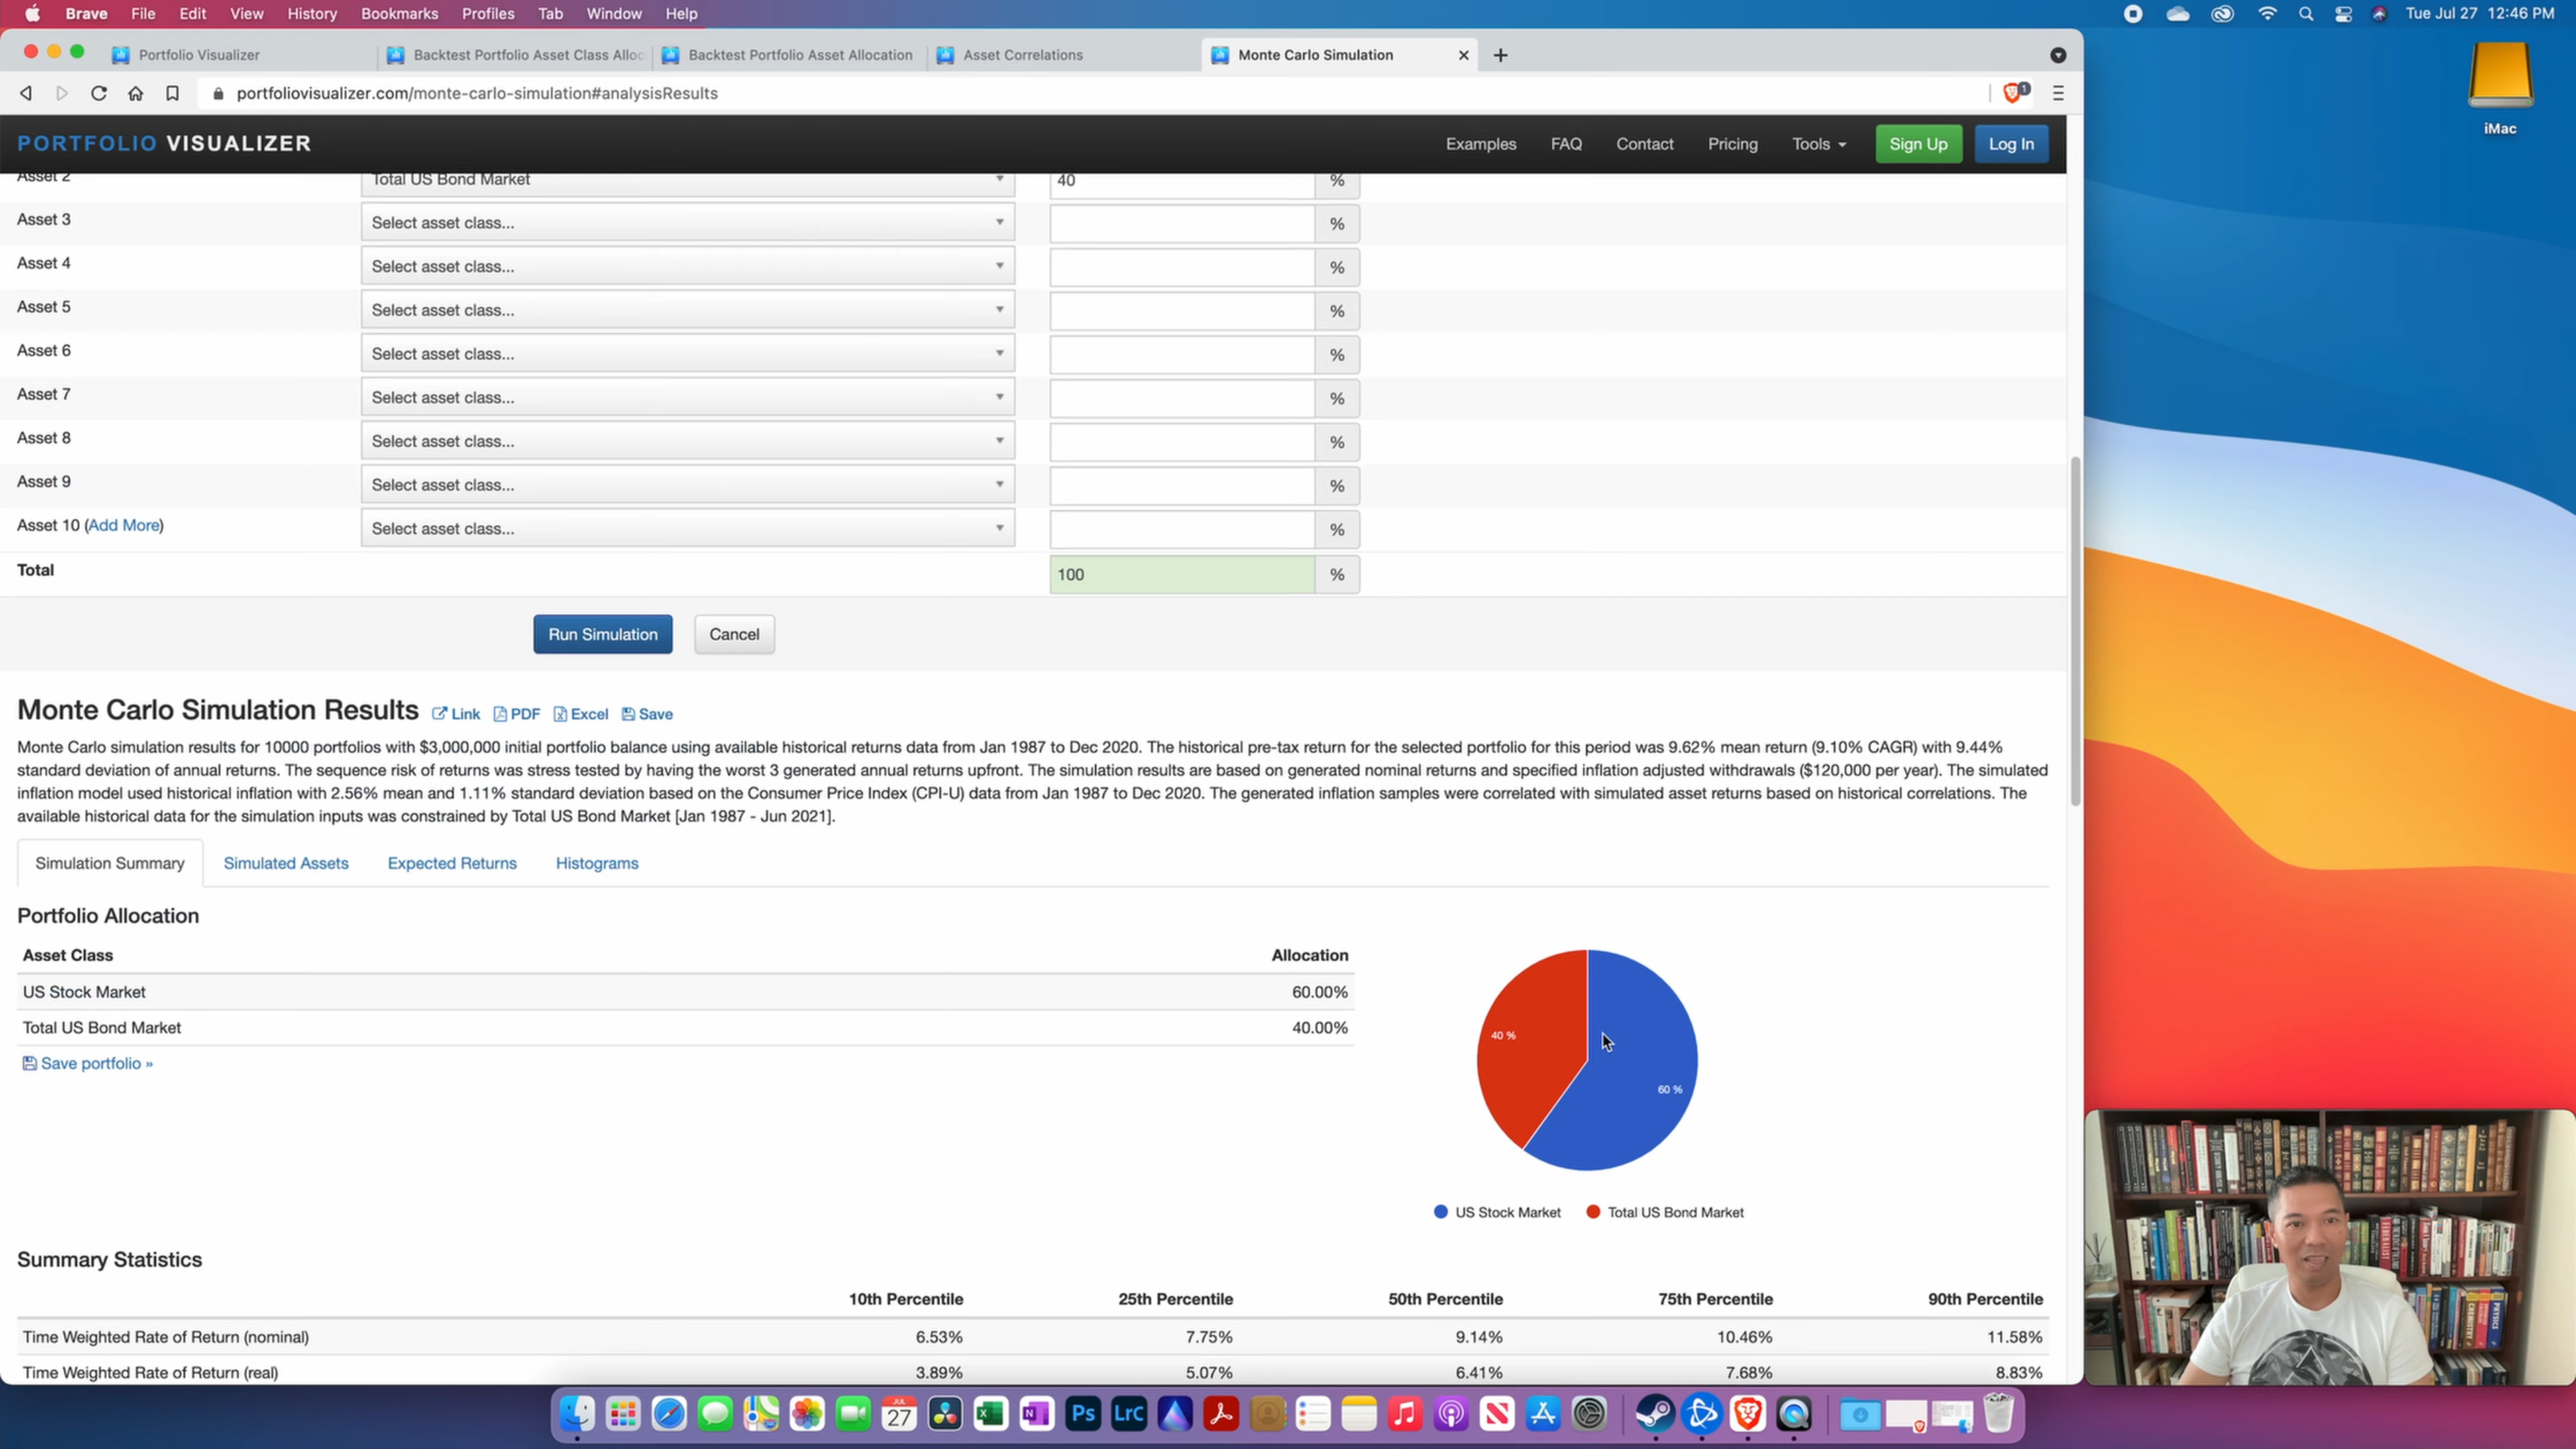 Brave File Edit View History Bookmarks Profiles Tab Window Help Tue Jul 27 12:46 PM
Portfolio Visualizer Backtest Portfolio Asset Class Alloc Backtest Portfolio Asset Allocation Asset Correlations Monte Carlo Simulation
portfoliovisualizer.com/monte-carlo-simulation#analysisResults 1
iMac
PORTFOLIO VISUALIZER Examples FAQ Contact Pricing Tools Sign Up Log In
Asset 2 Total US Bond Market 40 %
Asset 3 Select asset class... %
Asset 4 Select asset class... %
Asset 5 Select asset class... %
Asset 6 Select asset class... %
Asset 7 Select asset class... %
Asset 8 Select asset class... %
Asset 9 Select asset class... %
Asset 10 (Add More) Select asset class... %
Total 100 %
Run Simulation Cancel
Monte Carlo Simulation Results Link PDF Excel Save
Monte Carlo simulation results for 10000 portfolios with $3,000,000 initial portfolio balance using available historical returns data from Jan 1987 to Dec 2020. The historical pre-tax return for the selected portfolio for this period was 9.62% mean return (9.10% CAGR) with 9.44%
standard deviation of annual returns. The sequence risk of returns was stress tested by having the worst 3 generated annual returns upfront. The simulation results are based on generated nominal returns and specified inflation adjusted withdrawals ($120,000 per year). The simulated
inflation model used historical inflation with 2.56% mean and 1.11% standard deviation based on the Consumer Price Index (CPI-U) data from Jan 1987 to Dec 2020. The generated inflation samples were correlated with simulated asset returns based on historical correlations. The
available historical data for the simulation inputs was constrained by Total US Bond Market [Jan 1987 - Jun 2021].
Simulation Summary Simulated Assets Expected Returns Histograms
Portfolio Allocation
Asset Class Allocation
US Stock Market 60.00%
Total US Bond Market 40.00%
Save portfolio »
40 %
60 %
US Stock Market Total US Bond Market
Summary Statistics
10th Percentile 25th Percentile 50th Percentile 75th Percentile 90th Percentile
Time Weighted Rate of Return (nominal) 6.53% 7.75% 9.14% 10.46% 11.58%
Time Weighted Rate of Return (real) 3.89% 5.07% 6.41% 7.68% 8.83%
JUL
27
Ps LrC
CHEMISTRY
PHYSICS